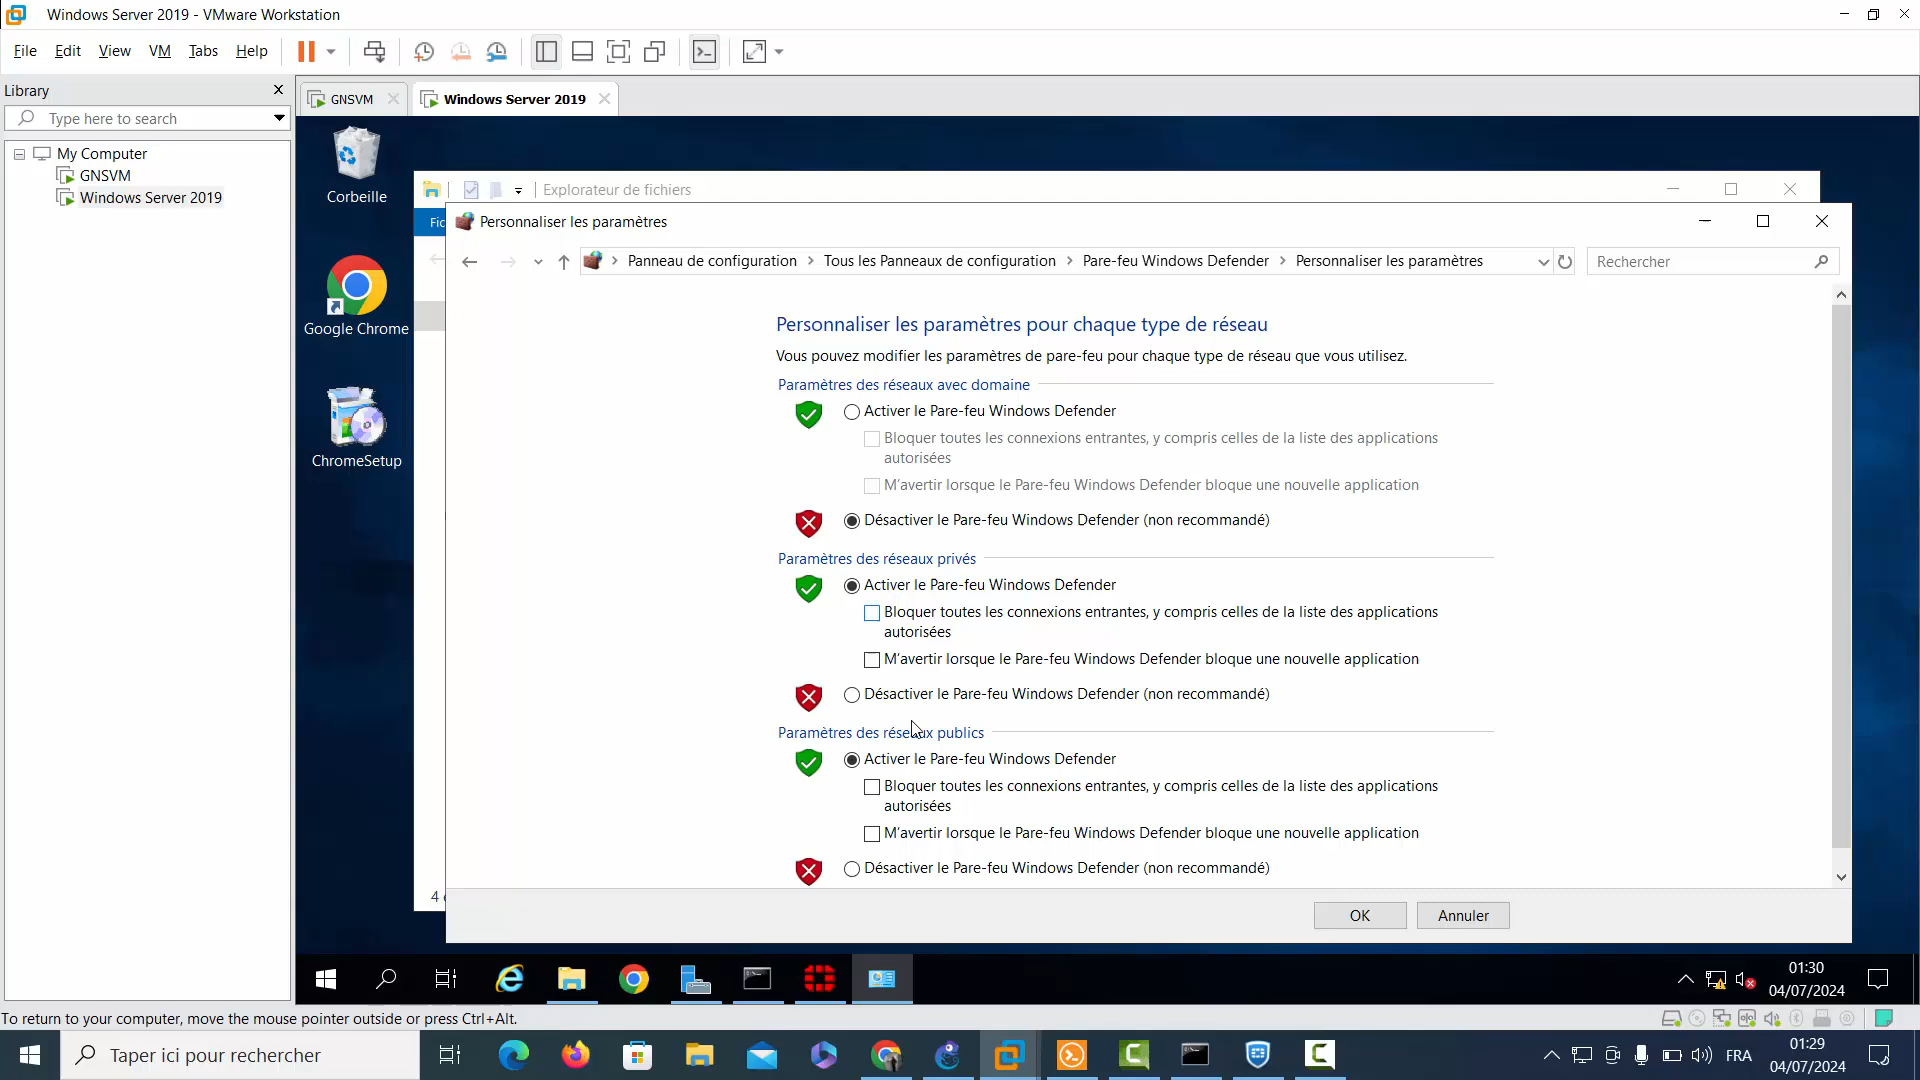 Windows Server 2019 - VMware Workstation
File Edit View VM Tabs Help
Library
GNSVM
Windows Server 2019
Type here to search
My Computer
GNSVM
Windows Server 2019
Corbeille
Google Chrome
ChromeSetup
Explorateur de fichiers
Fic
Personnaliser les paramètres
Panneau de configuration
Tous les Panneaux de configuration
Pare-feu Windows Defender
Personnaliser les paramètres
Rechercher
Personnaliser les paramètres pour chaque type de réseau
Vous pouvez modifier les paramètres de pare-feu pour chaque type de réseau que vous utilisez.
Paramètres des réseaux avec domaine
Activer le Pare-feu Windows Defender
Bloquer toutes les connexions entrantes, y compris celles de la liste des applications
autorisées
M'avertir lorsque le Pare-feu Windows Defender bloque une nouvelle application
Désactiver le Pare-feu Windows Defender (non recommandé)
Paramètres des réseaux privés
Activer le Pare-feu Windows Defender
Bloquer toutes les connexions entrantes, y compris celles de la liste des applications
autorisées
M'avertir lorsque le Pare-feu Windows Defender bloque une nouvelle application
Désactiver le Pare-feu Windows Defender (non recommandé)
Paramètres des réseaux publics
Activer le Pare-feu Windows Defender
Bloquer toutes les connexions entrantes, y compris celles de la liste des applications
autorisées
M'avertir lorsque le Pare-feu Windows Defender bloque une nouvelle application
Désactiver le Pare-feu Windows Defender (non recommandé)
4
OK
Annuler
01:30
04/07/2024
To return to your computer, move the mouse pointer outside or press Ctrl+Alt.
Taper ici pour rechercher
FRA
01:29
04/07/2024